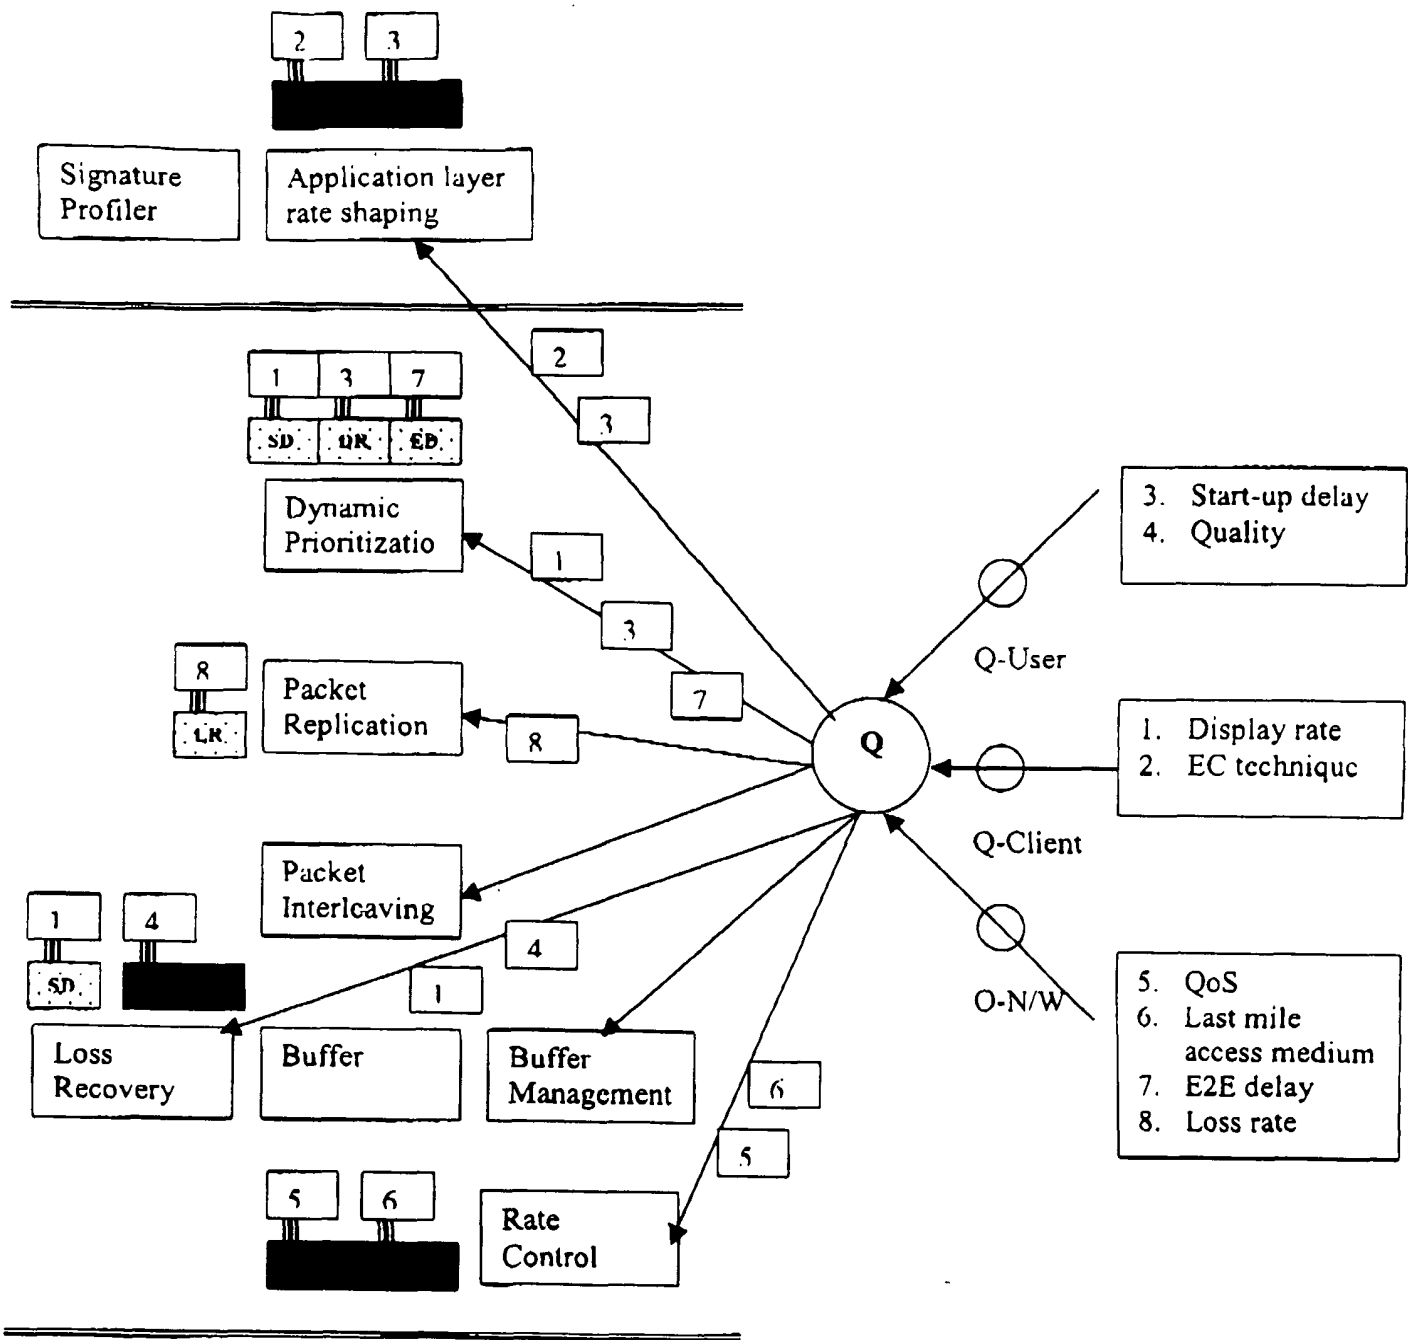 2 3
Signature
Profiler
Application layer
rate shaping
2
3
1 3 7
SD DR ED
Dynamic
Prioritizatio
1
3
7
8
LR
Packet
Replication
8
Q
3. Start-up delay
4. Quality
Q-User
1. Display rate
2. EC technique
Q-Client
Packet
Interleaving
1 4
SD
4
1
O-N/W
5. QoS
6. Last mile
access medium
7. E2E delay
8. Loss rate
Loss
Recovery
Buffer
Buffer
Management
6
5
5 6
Rate
Control